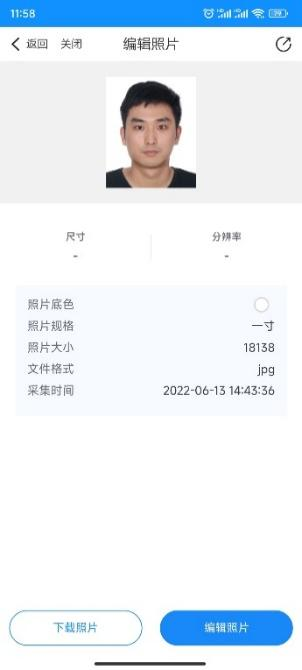 11:58
返回 关闭 编辑照片
尺寸 分辨率
- -
照片底色
照片规格 一寸
照片大小 18138
文件格式 jpg
采集时间 2022-06-13 14:43:36
下载照片 编辑照片